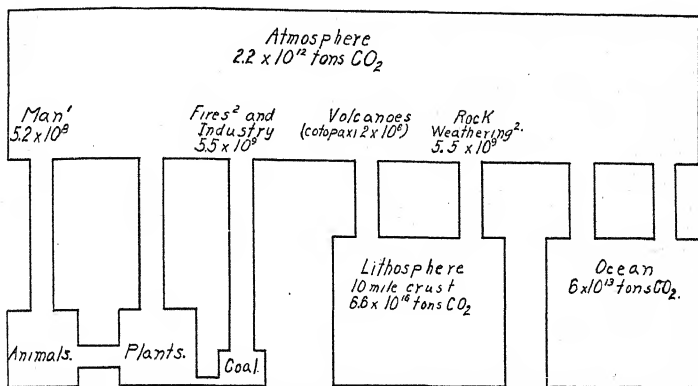 Atmosphere
2.2 x 10¹² tons CO₂
Man¹
5.2 x 10⁸
Fires² and
Industry
5.5 x 10⁹
Volcanoes
(cotopaxi 2 x 10⁶)
Rock
Weathering².
5.5 x 10⁹
Lithosphere
10 mile crust
6.6 x 10¹⁶ tons CO₂
Ocean
6 x 10¹³ tons CO₂.
Animals.
Plants.
Coal.